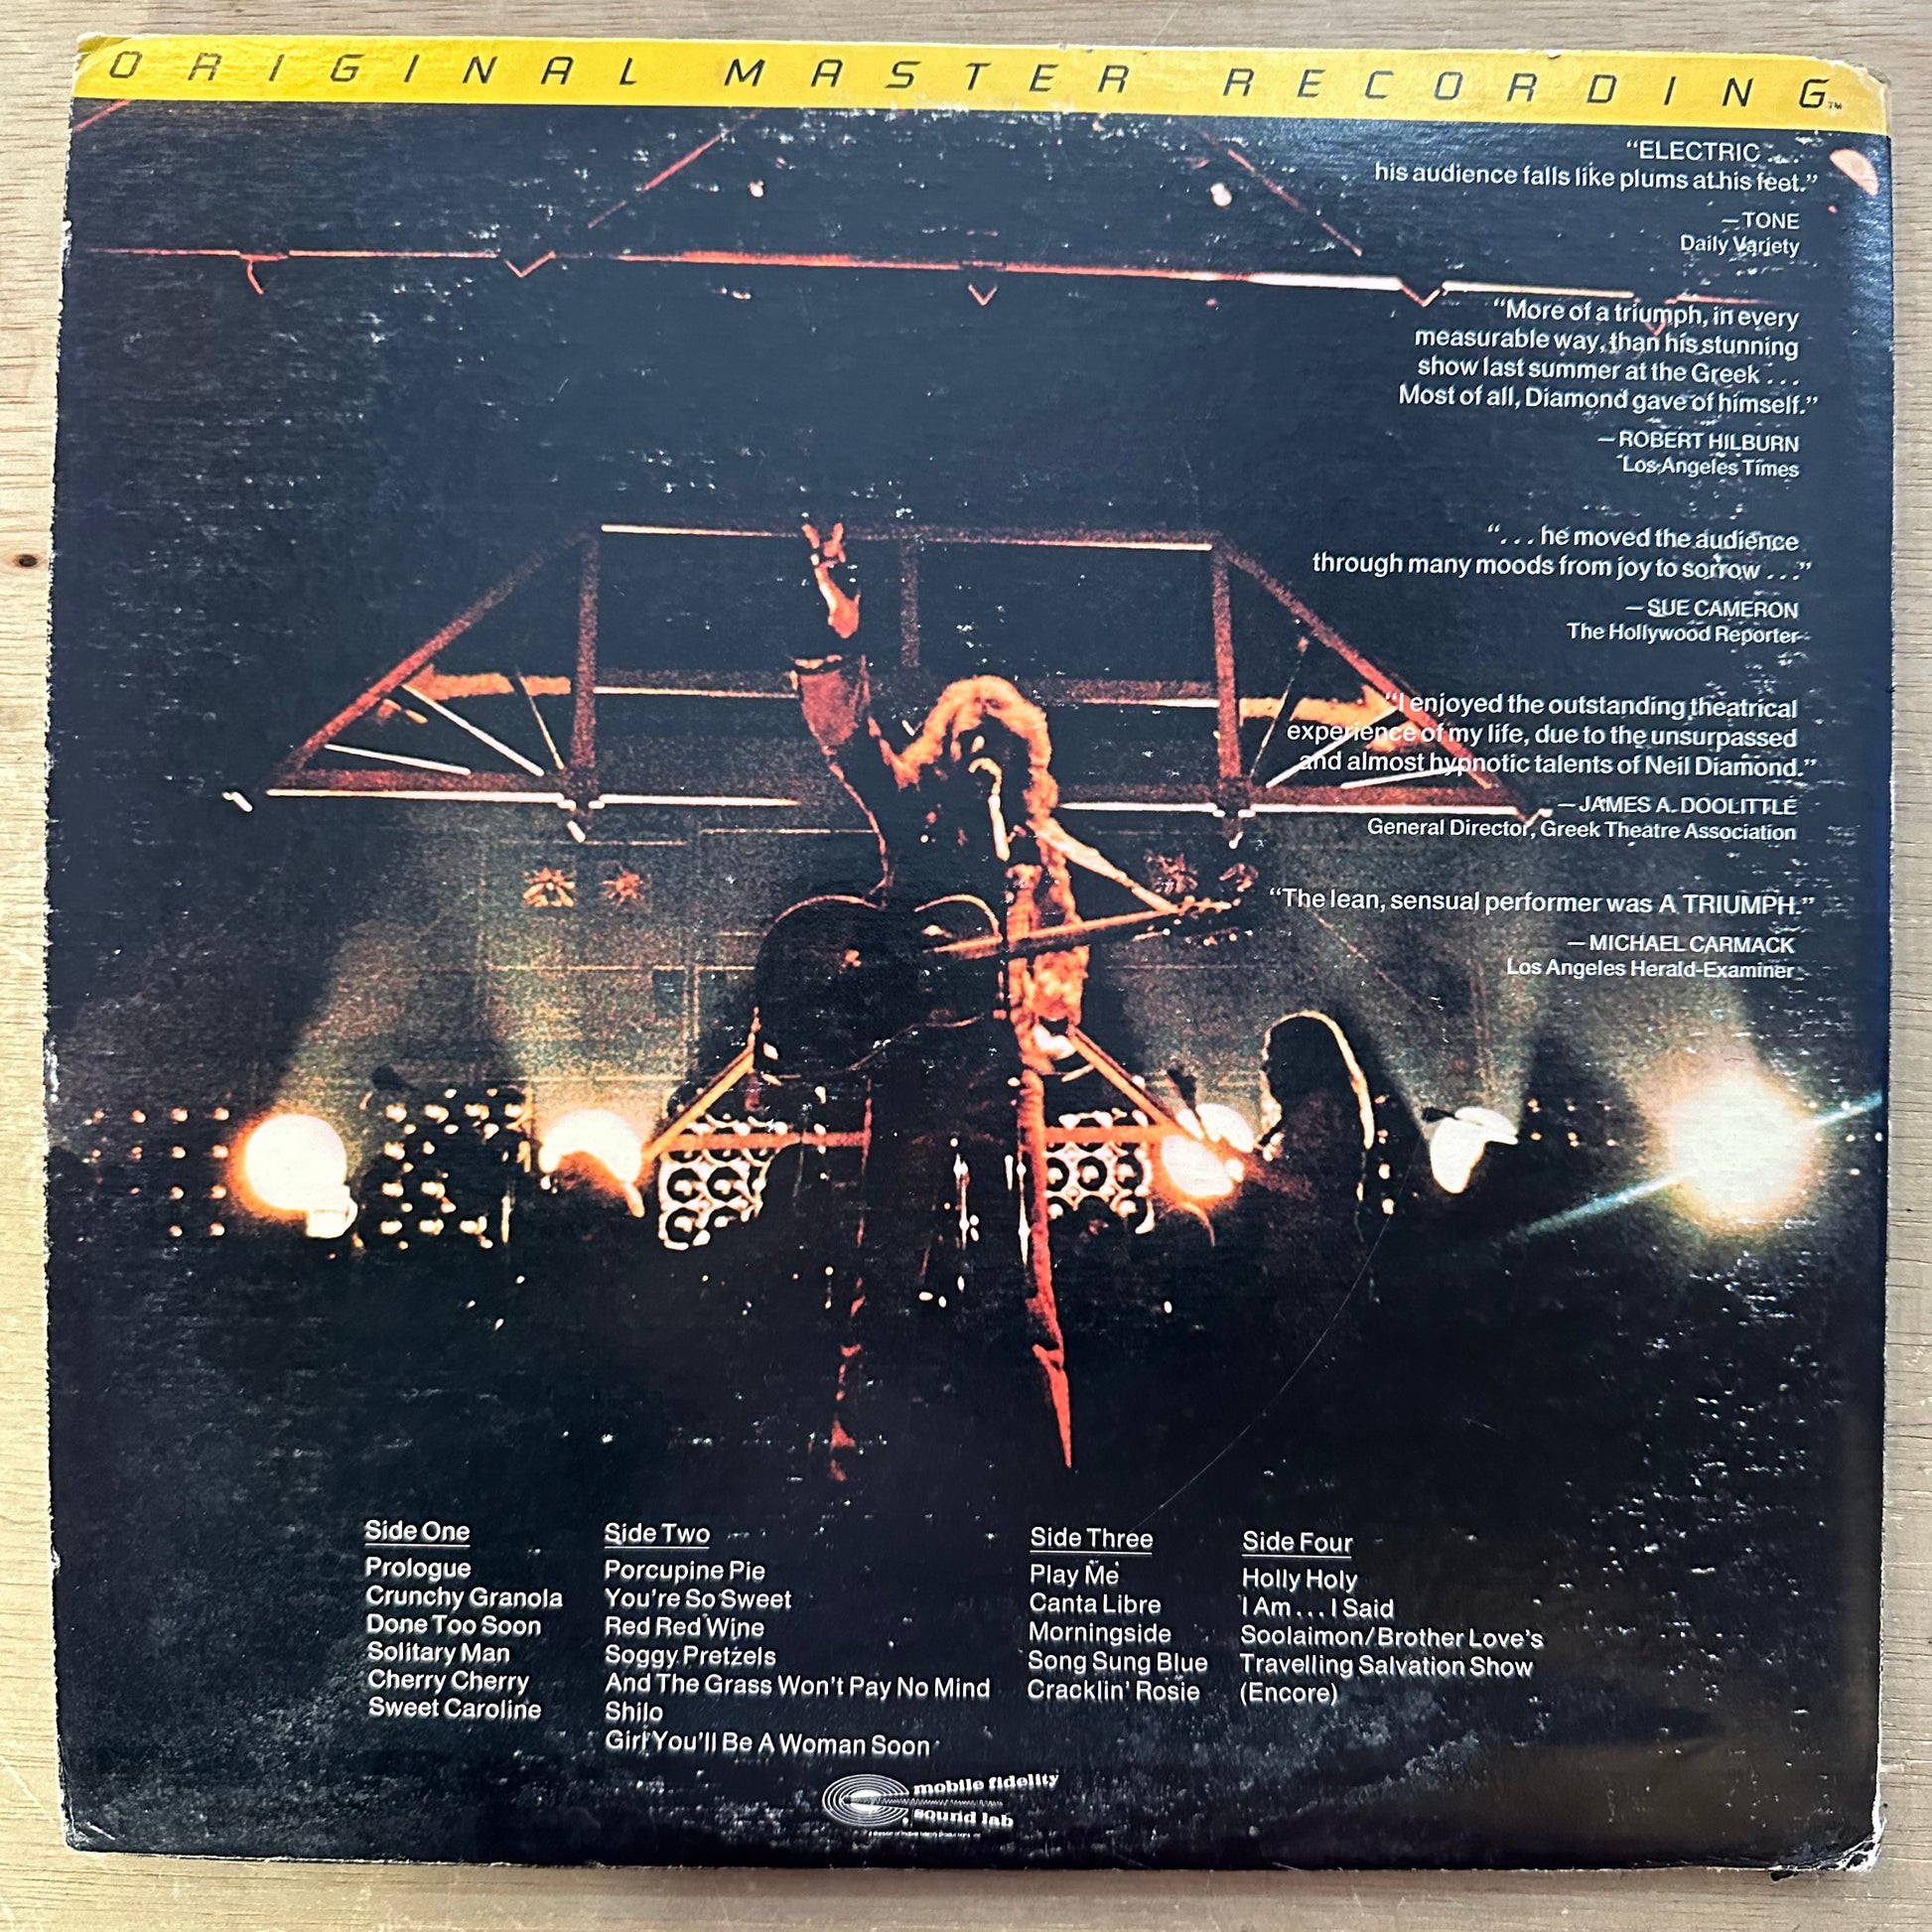 ORIGINAL MASTER RECORDING™
“ELECTRIC . . .
his audience falls like plums at his feet.”
—TONE
Daily Variety
“More of a triumph, in every
measurable way, than his stunning
show last summer at the Greek . . .
Most of all, Diamond gave of himself.”
—ROBERT HILBURN
Los Angeles Times
“. . . he moved the audience
through many moods from joy to sorrow . . .”
—SUE CAMERON
The Hollywood Reporter
“I enjoyed the outstanding theatrical
experience of my life, due to the unsurpassed
and almost hypnotic talents of Neil Diamond.”
—JAMES A. DOOLITTLE
General Director, Greek Theatre Association
“The lean, sensual performer was A TRIUMPH.”
—MICHAEL CARMACK
Los Angeles Herald-Examiner
Side One
Prologue
Crunchy Granola
Done Too Soon
Solitary Man
Cherry Cherry
Sweet Caroline
Side Two
Porcupine Pie
You’re So Sweet
Red Red Wine
Soggy Pretzels
And The Grass Won’t Pay No Mind
Shilo
Girl You’ll Be A Woman Soon
Side Three
Play Me
Canta Libre
Morningside
Song Sung Blue
Cracklin’ Rosie
Side Four
Holly Holy
I Am . . . I Said
Soolaimon/Brother Love’s
Travelling Salvation Show
(Encore)
mobile fidelity
sound lab
a division of mobile fidelity productions, inc.